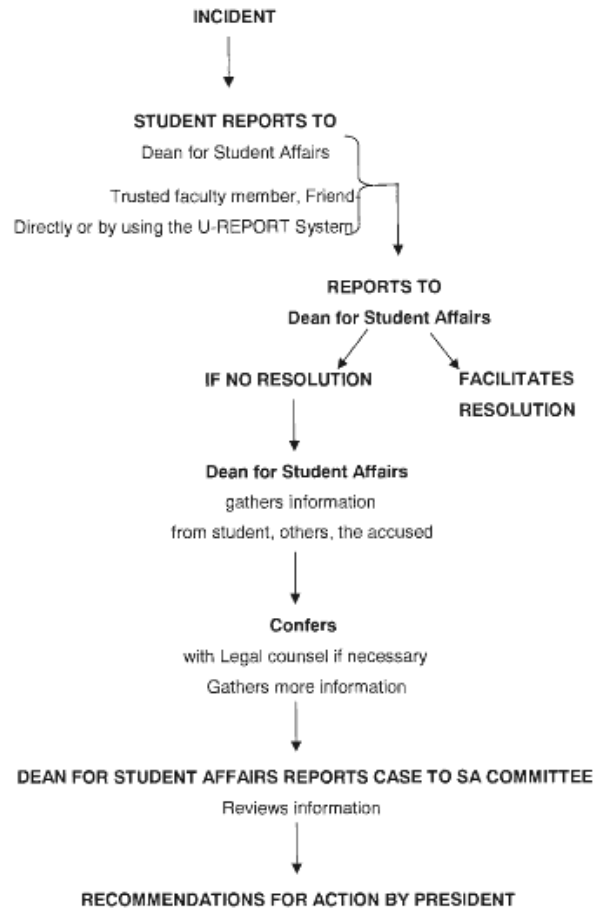 INCIDENT
STUDENT REPORTS TO
Dean for Student Affairs
Trusted faculty member, Friend
Directly or by using the U-REPORT System
REPORTS TO
Dean for Student Affairs
IF NO RESOLUTION
FACILITATES
RESOLUTION
Dean for Student Affairs
gathers information
from student, others, the accused
Confers
with Legal counsel if necessary
Gathers more information
DEAN FOR STUDENT AFFAIRS REPORTS CASE TO SA COMMITTEE
Reviews information
RECOMMENDATIONS FOR ACTION BY PRESIDENT